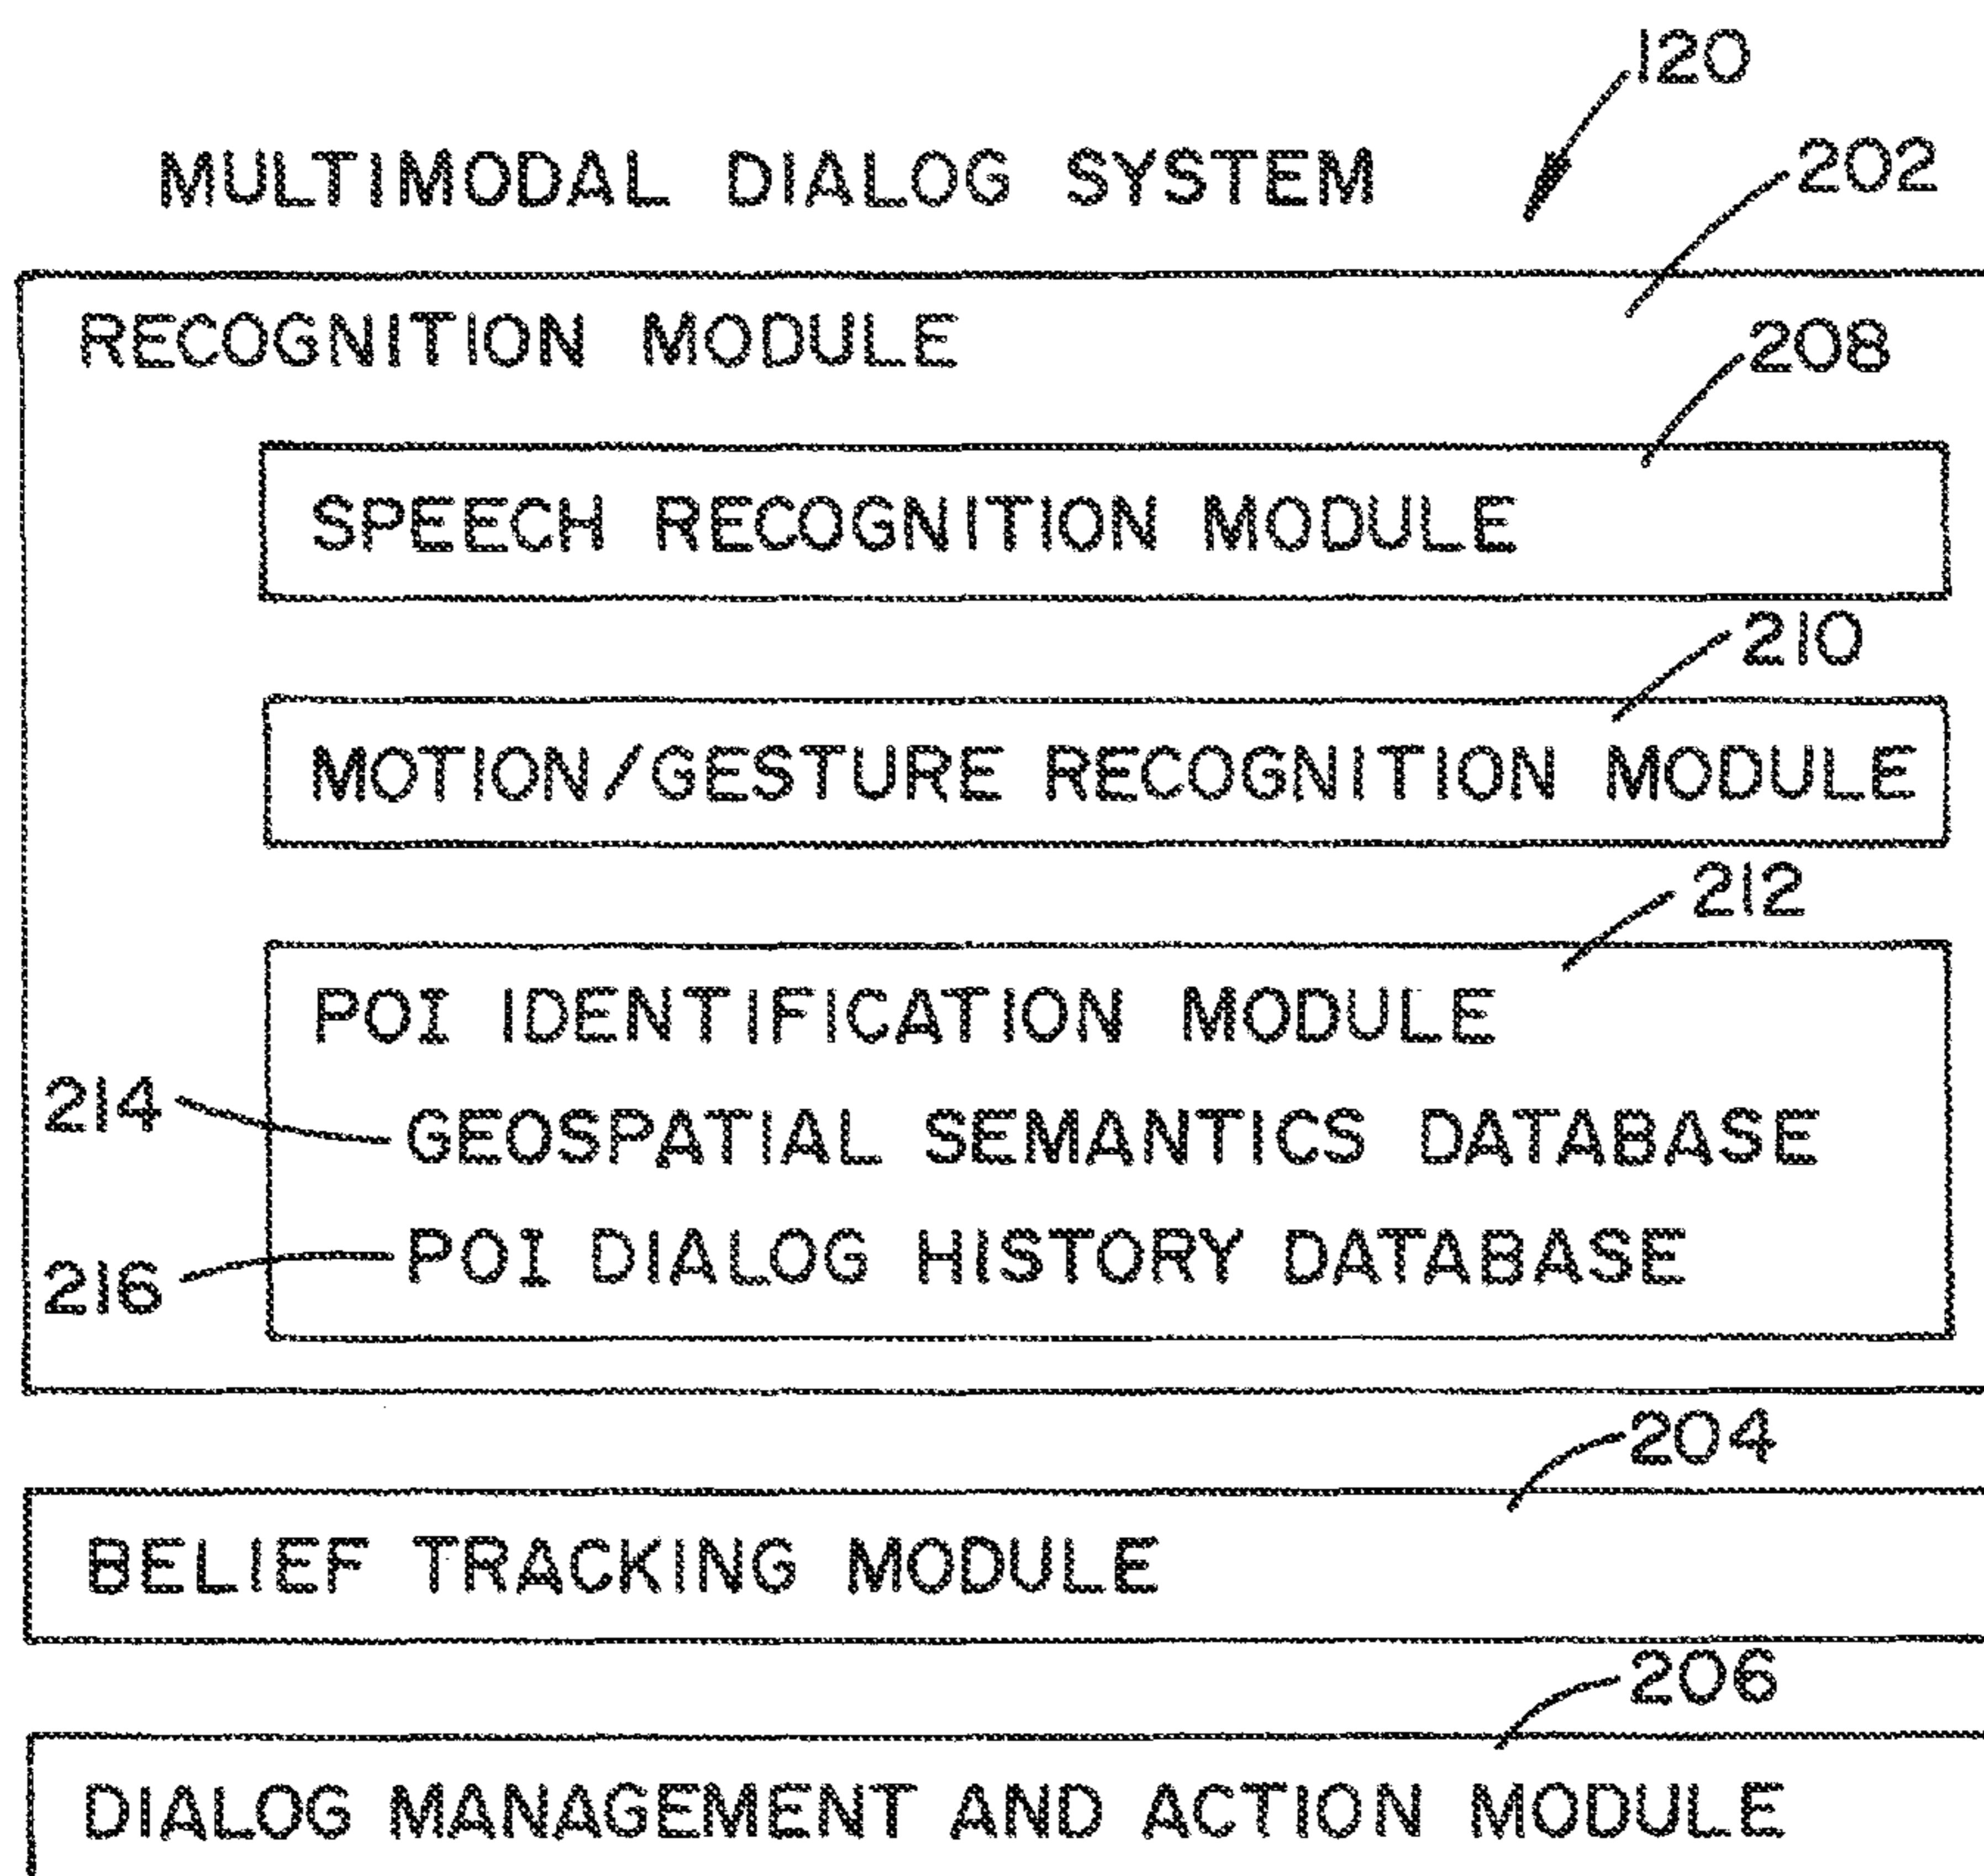 120
MULTIMODAL DIALOG SYSTEM
202
RECOGNITION MODULE
208
SPEECH RECOGNITION MODULE
210
MOTION/GESTURE RECOGNITION MODULE
212
POI IDENTIFICATION MODULE
214 GEOSPATIAL SEMANTICS DATABASE
216 POI DIALOG HISTORY DATABASE
204
BELIEF TRACKING MODULE
206
DIALOG MANAGEMENT AND ACTION MODULE